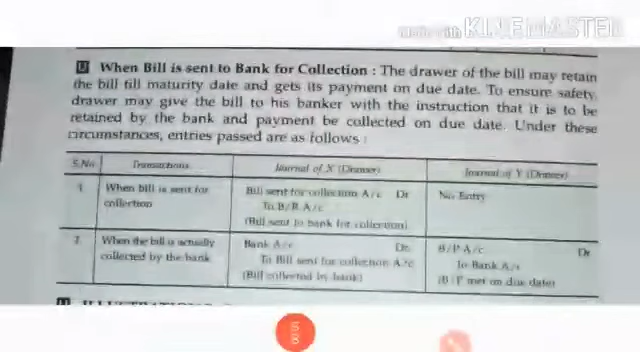 Made with KINEMASTER
D When Bill is sent to Bank for Collection : The drawer of the bill may retain
the bill till maturity date and gets its payment on due date. To ensure safety,
drawer may give the bill to his banker with the instruction that it is to be
retained by the bank and payment be collected on due date. Under these
circumstances, entries passed are as follows :
S.No Transactions Journal of X (Drawer) Journal of Y (Drawee)
1. When bill is sent for Bill sent for collection A/c Dr No Entry
collection To B/R A/c
(Bill sent to bank for collection)
2. When the bill is actually Bank A/c Dr. B/P A/c Dr
collected by the bank To Bill sent for collection A/c To Bank A/c
(Bill collected by bank) (B/P met on due date)
58